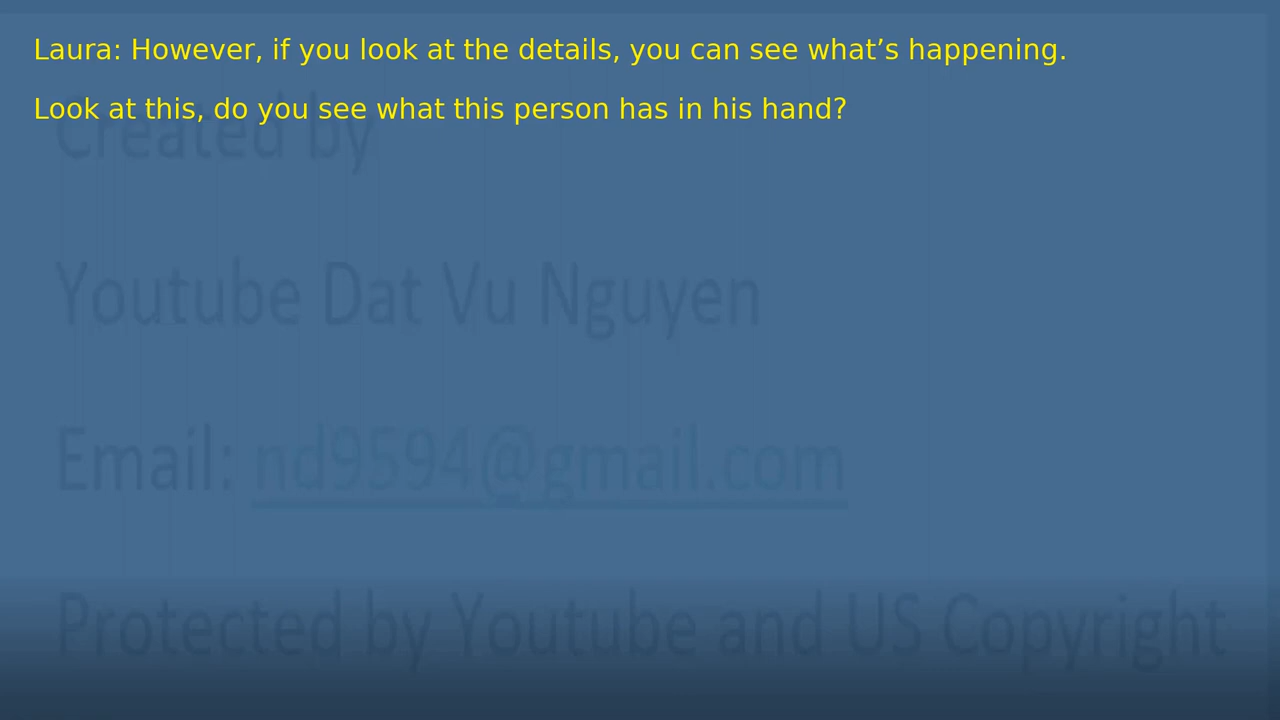 Laura: However, if you look at the details, you can see what’s happening.
Look at this, do you see what this person has in his hand?
Created by
Youtube Dat Vu Nguyen
Email: nd9594@gmail.com
Protected by Youtube and US Copyright